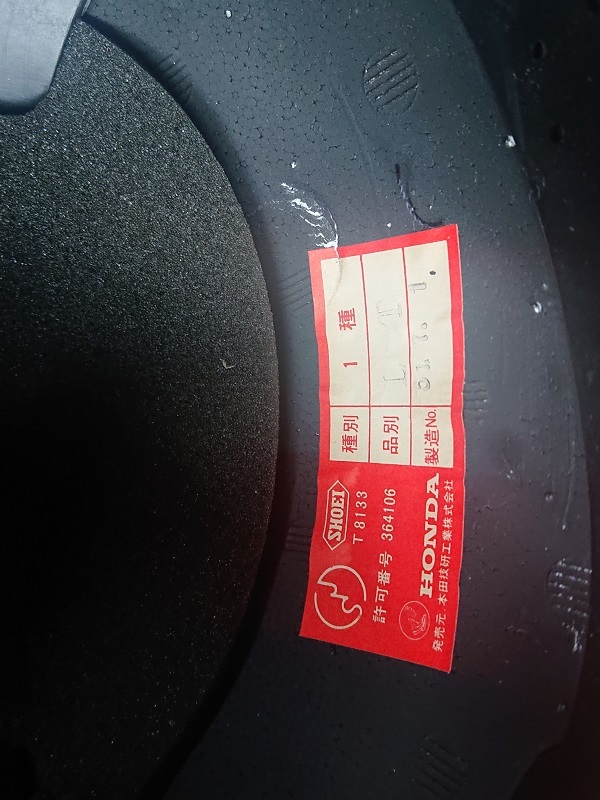 SHOEI
T 8133
許可番号 364106
HONDA
発売元 本田技研工業株式会社
種別 1 種
品別
製造No.